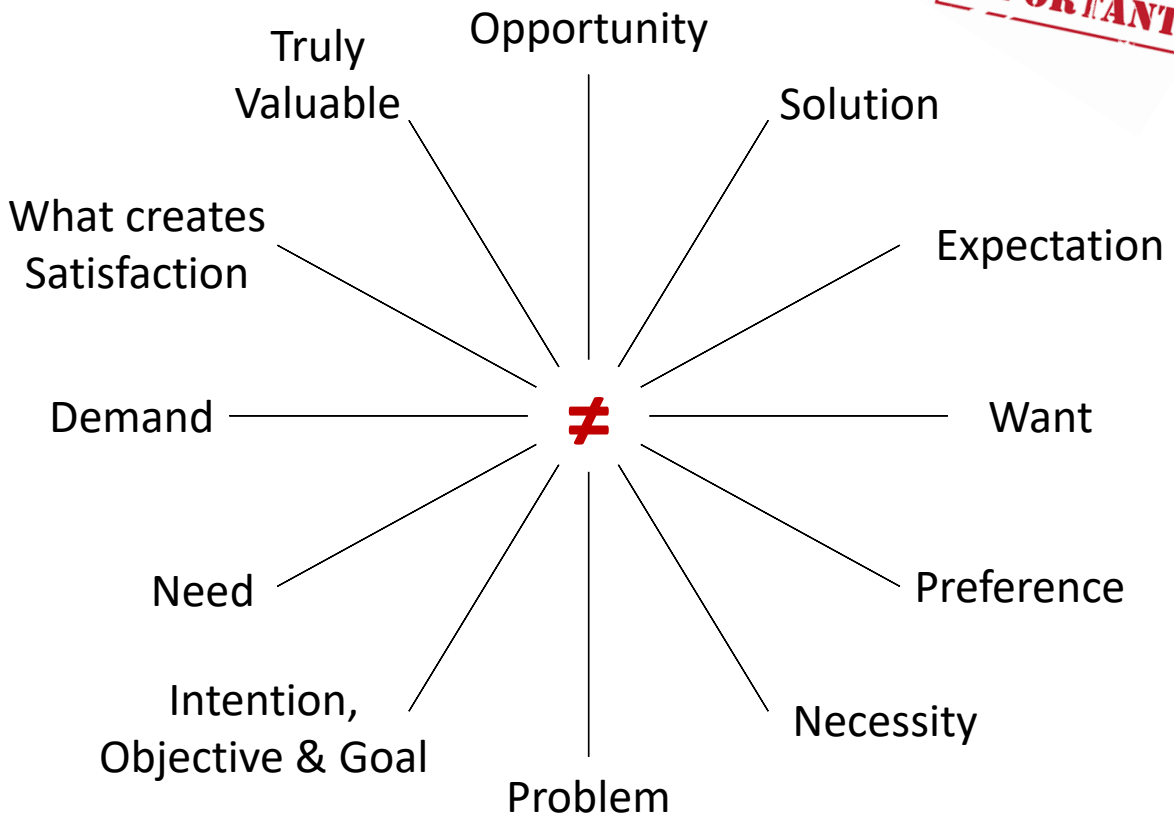 Opportunity
Truly
Valuable
Solution
What creates
Satisfaction
Expectation
Demand
≠
Want
Need
Preference
Intention,
Objective & Goal
Necessity
Problem